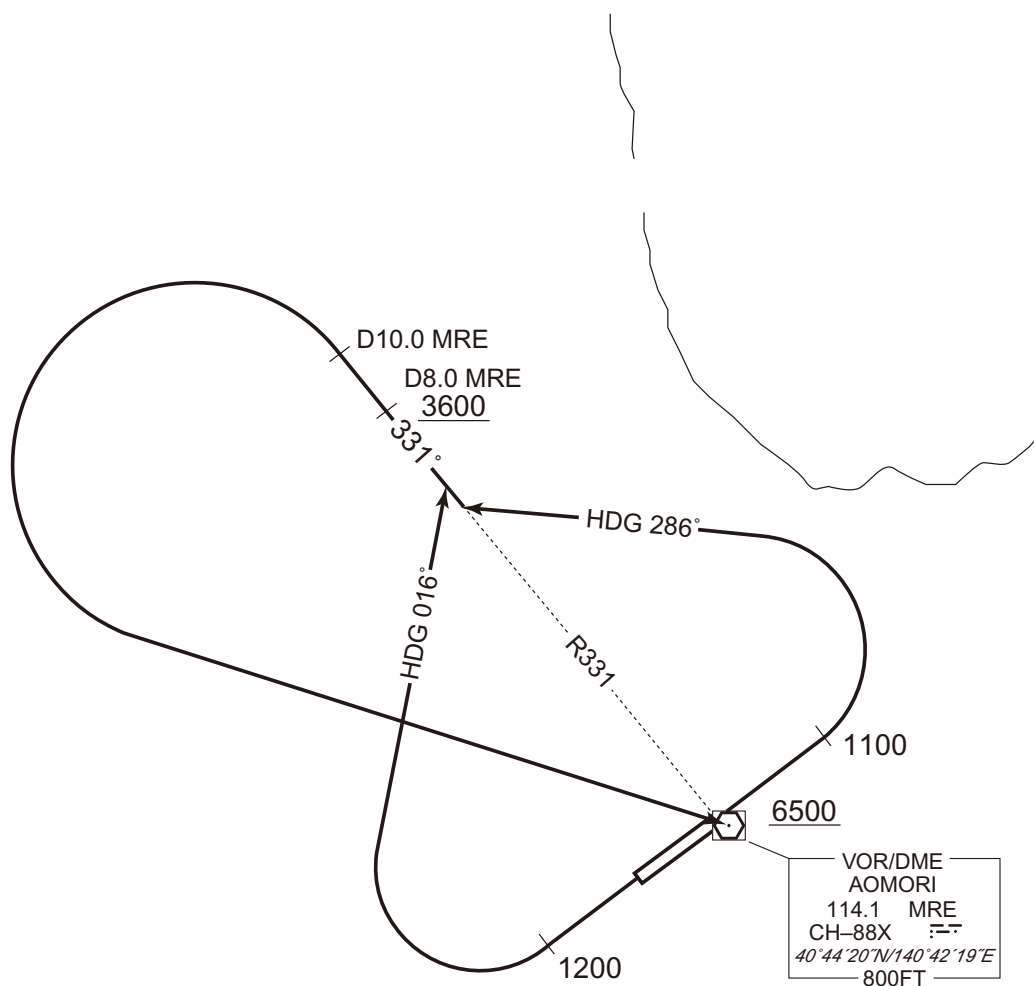 D10.0 MRE
D8.0 MRE
3600
331°
HDG 286°
HDG 016°
R331
1100
6500
1200
VOR/DME
AOMORI
114.1 MRE
CH–88X
40°44´20˝N/140°42´19˝E
800FT